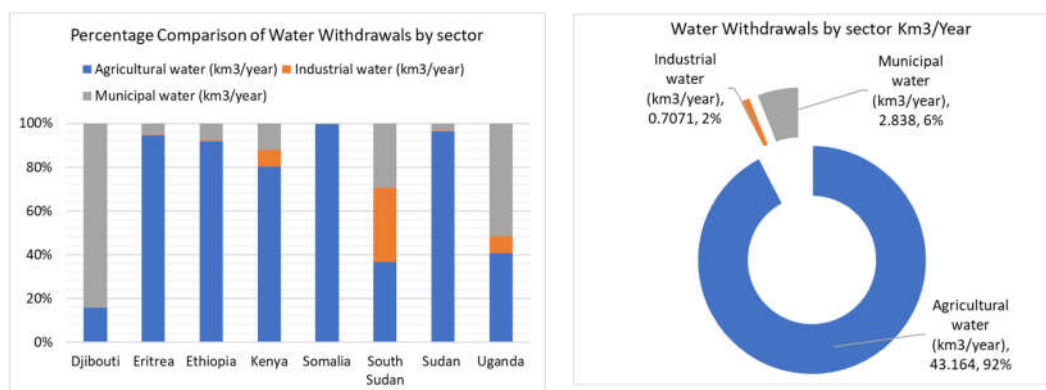 Percentage Comparison of Water Withdrawals by sector
Agricultural water (km3/year)
Industrial water (km3/year)
Municipal water (km3/year)
100%
80%
60%
40%
20%
0%
Djibouti
Eritrea
Ethiopia
Kenya
Somalia
South
Sudan
Sudan
Uganda
Water Withdrawals by sector Km3/Year
Industrial
water
(km3/year),
0.7071, 2%
Municipal
water
(km3/year),
2.838, 6%
Agricultural
water
(km3/year),
43.164, 92%